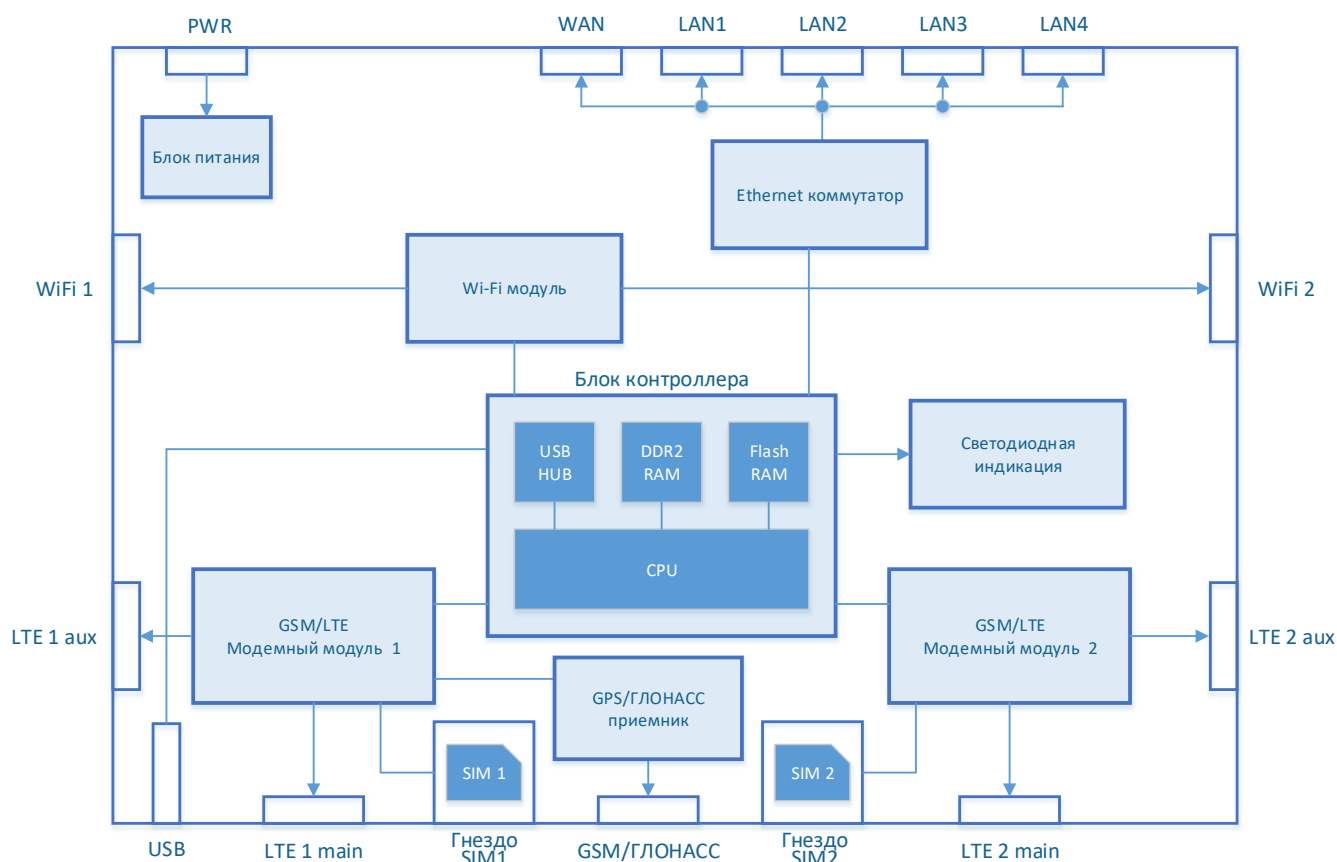 PWR
WAN
LAN1
LAN2
LAN3
LAN4
Блок питания
Ethernet коммутатор
WiFi 1
Wi-Fi модуль
WiFi 2
Блок контроллера
USB
HUB
DDR2
RAM
Flash
RAM
Светодиодная
индикация
CPU
LTE 1 aux
GSM/LTE
Модемный модуль 1
GSM/LTE
Модемный модуль 2
LTE 2 aux
GPS/ГЛОНАСС
приемник
SIM 1
SIM 2
USB
LTE 1 main
Гнездо
SIM1
GSM/ГЛОНАСС
Гнездо
SIM2
LTE 2 main